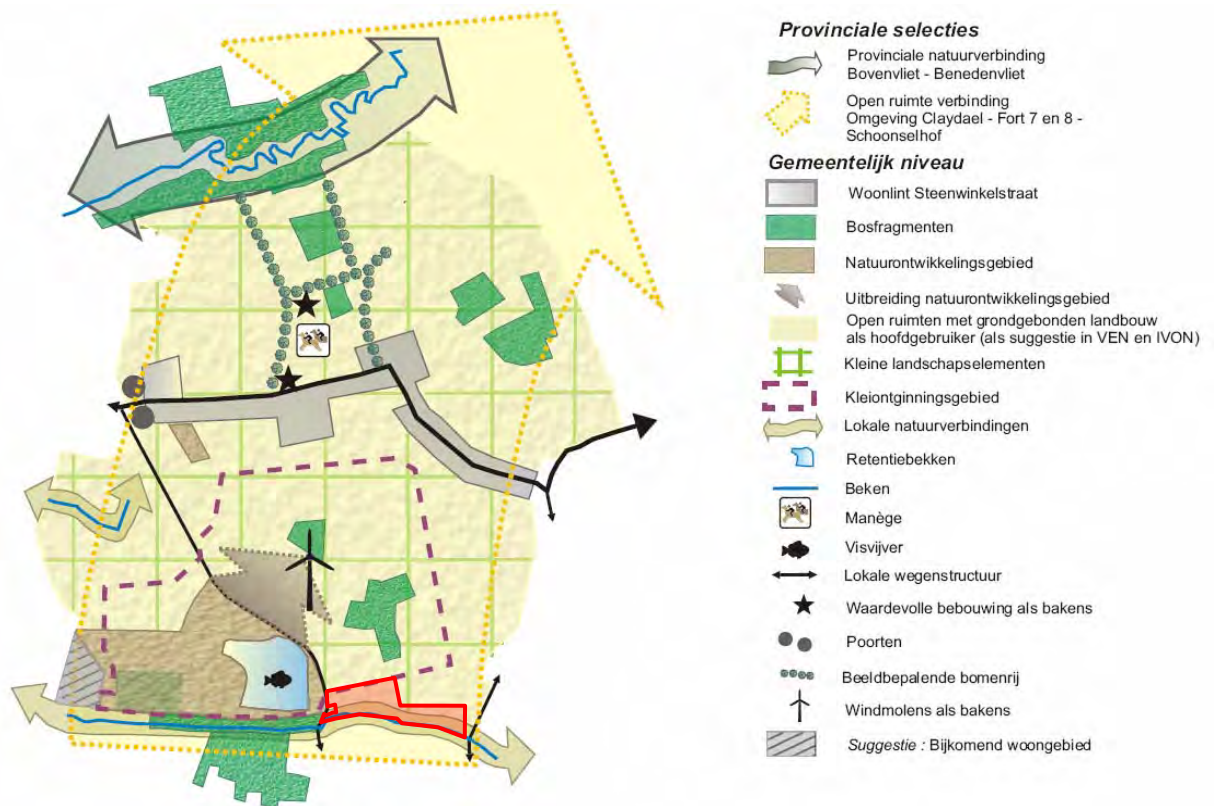 Provinciale selecties
Provinciale natuurverbinding
Bovenvliet - Benedenvliet
Open ruimte verbinding
Omgeving Claydael - Fort 7 en 8 -
Schoonselhof
Gemeentelijk niveau
Woonlint Steenwinkelstraat
Bosfragmenten
Natuurontwikkelingsgebied
Uitbreiding natuurontwikkelingsgebied
Open ruimten met grondgebonden landbouw
als hoofdgebruiker (als suggestie in VEN en IVON)
Kleine landschapselementen
Kleiontginningsgebied
Lokale natuurverbindingen
Retentiebekken
Beken
Manège
Visvijver
Lokale wegenstructuur
Waardevolle bebouwing als bakens
Poorten
Beeldbepalende bomenrij
Windmolens als bakens
Suggestie : Bijkomend woongebied